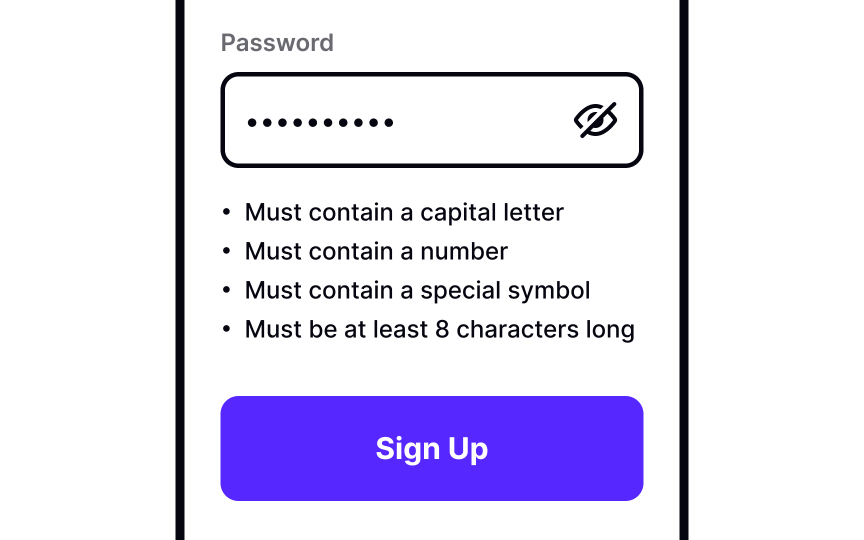 Password
••••••••••
• Must contain a capital letter
• Must contain a number
• Must contain a special symbol
• Must be at least 8 characters long
Sign Up